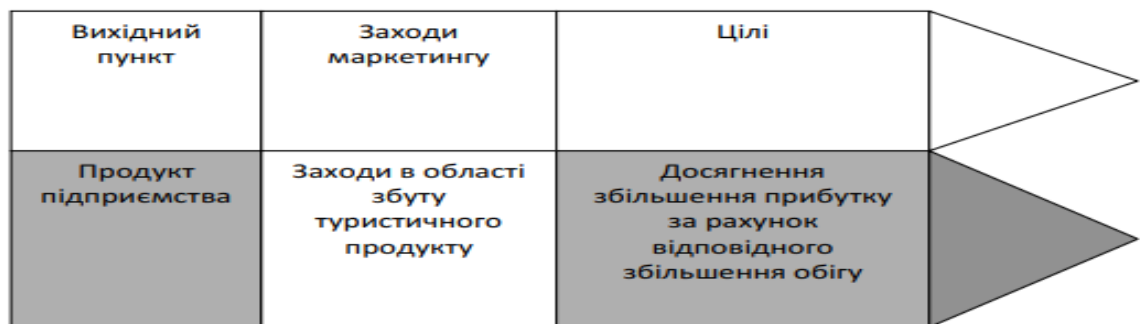 Вихідний
пункт
Заходи
маркетингу
Цілі
Продукт
підприємства
Заходи в області
збуту
туристичного
продукту
Досягнення
збільшення прибутку
за рахунок
відповідного
збільшення обігу